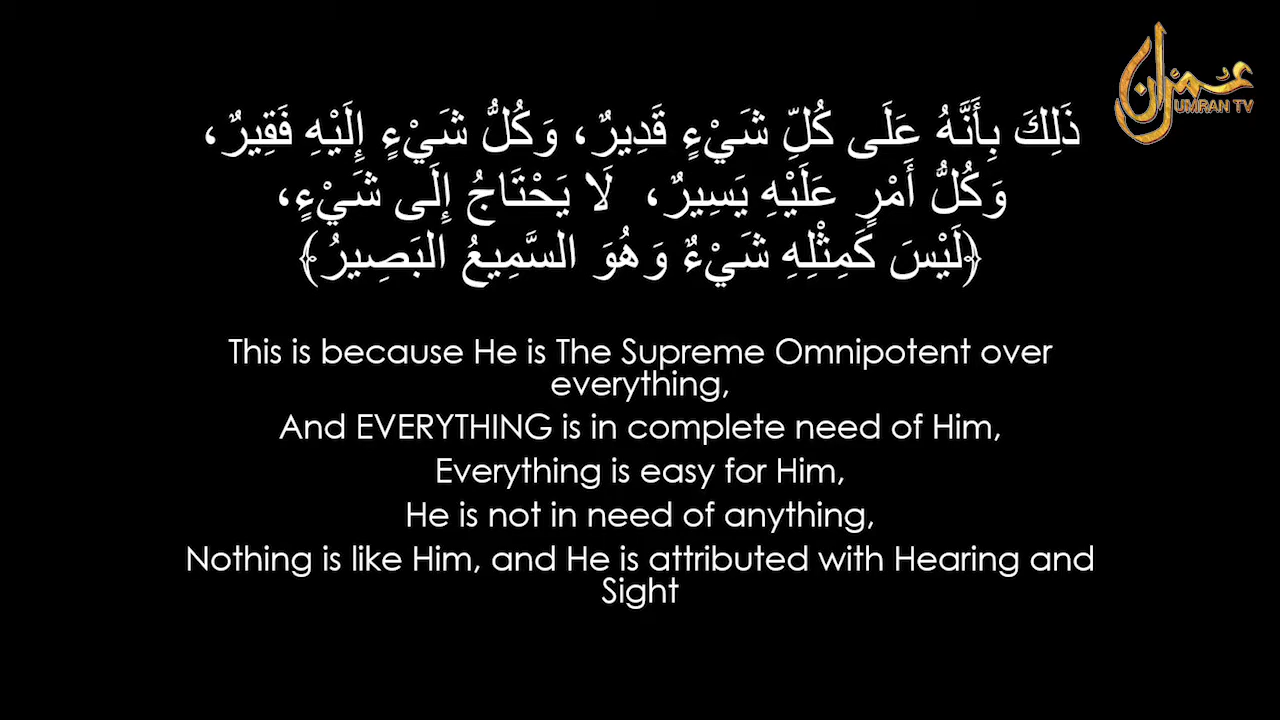 عمران
UMRAN TV
ذَلِكَ بِأَنَّهُ عَلَى كُلِّ شَيْءٍ قَدِيرٌ، وَكُلُّ شَيْءٍ إِلَيْهِ فَقِيرٌ،
وَكُلُّ أَمْرٍ عَلَيْهِ يَسِيرٌ، لَا يَحْتَاجُ إِلَى شَيْءٍ،
﴿لَيْسَ كَمِثْلِهِ شَيْءٌ وَهُوَ السَّمِيعُ البَصِيرُ﴾
This is because He is The Supreme Omnipotent over
everything,
And EVERYTHING is in complete need of Him,
Everything is easy for Him,
He is not in need of anything,
Nothing is like Him, and He is attributed with Hearing and
Sight